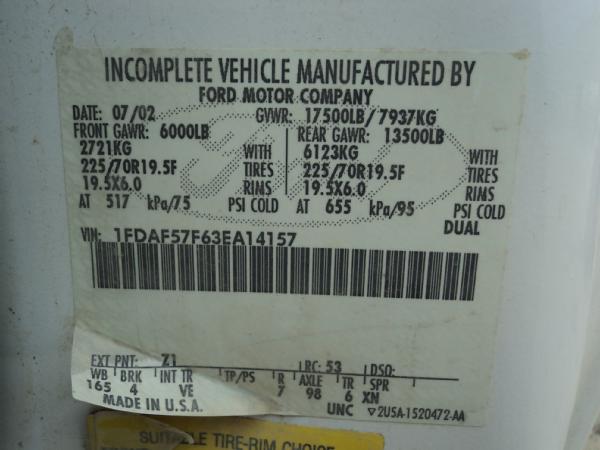 INCOMPLETE VEHICLE MANUFACTURED BY
FORD MOTOR COMPANY
DATE: 07/02 GVWR: 17500LB/7937KG
FRONT GAWR: 6000LB REAR GAWR: 13500LB
2721KG WITH 6123KG WITH
225/70R19.5F TIRES 225/70R19.5F TIRES
19.5X6.0 RIMS 19.5X6.0 RIMS
AT 517 kPa/75 PSI COLD AT 655 kPa/95 PSI COLD
DUAL
VIN: 1FDAF57F63EA14157
EXT PNT: Z1 RC: 53 DSO:
WB BRK INT TR TP/PS R AXLE TR SPR
165 4 VE 7 98 6 XN
MADE IN U.S.A. UNC ▽2USA-1520472-AA
SUITABLE TIRE-RIM CHOICE